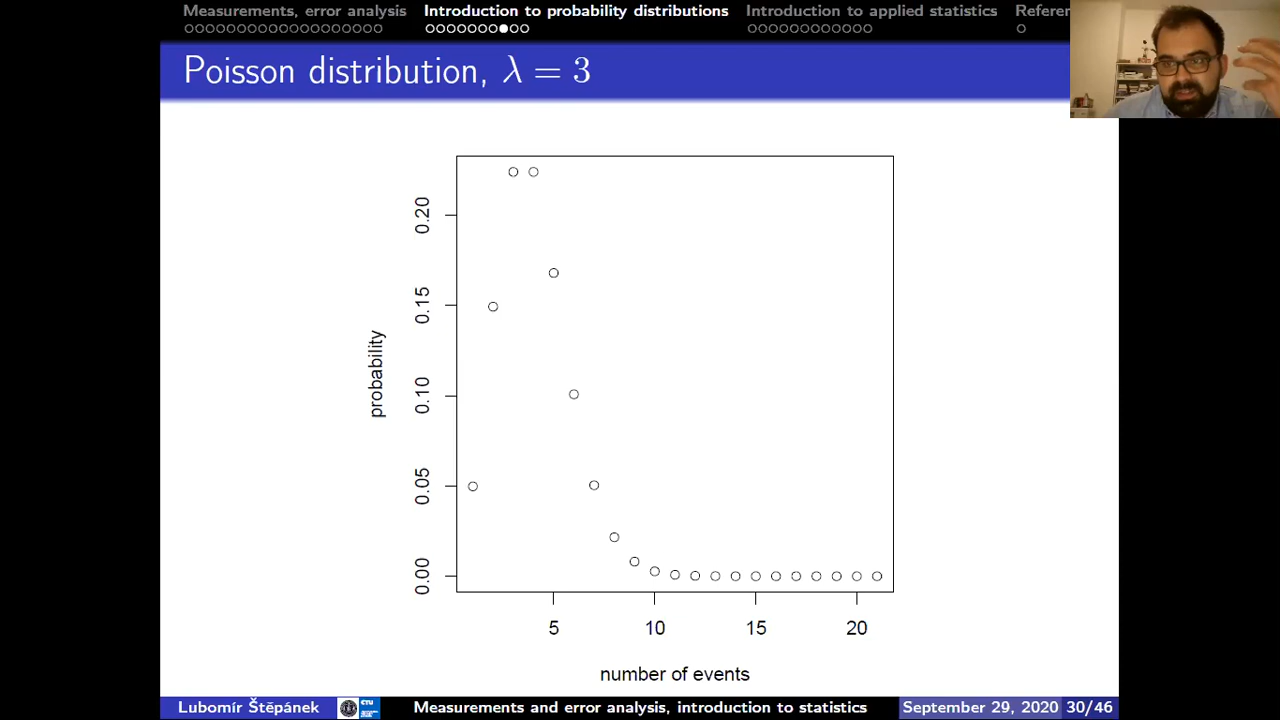 Measurements, error analysis Introduction to probability distributions Introduction to applied statistics Refere
Poisson distribution, λ = 3
0.20
0.15
0.10
0.05
0.00
probability
5 10 15 20
number of events
Lubomír Štěpánek CTU Measurements and error analysis, introduction to statistics September 29, 2020 30/46